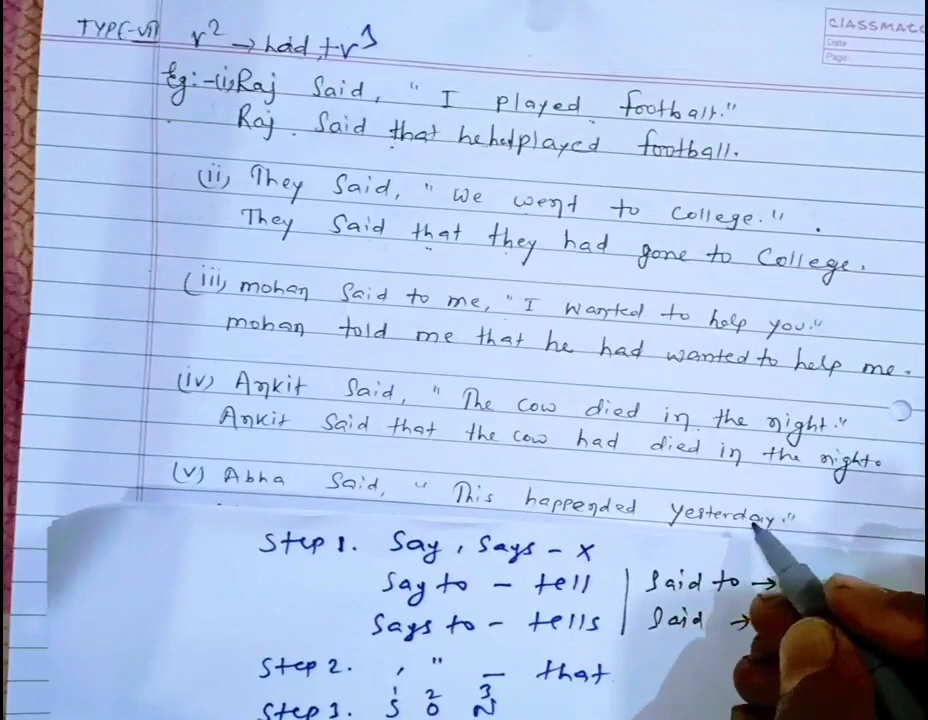 CLASSMATE
Date
Page
TYPE-VII v² → had + v³
Eg:-(i) Raj Said, " I played football."
Raj Said that he had played football.
(ii) They Said, " We went to College."
They Said that they had gone to College.
(iii) mohan Said to me, "I wanted to help you."
mohan told me that he had wanted to help me.
(iv) Ankit Said, " The cow died in the night."
Ankit Said that the cow had died in the night.
(v) Abha Said, " This happended yesterday."
Step 1. Say, Says - x
Say to - tell | Said to →
Says to - tells | Said →
Step 2. , " - that
1 2 3
Step 3. S O N